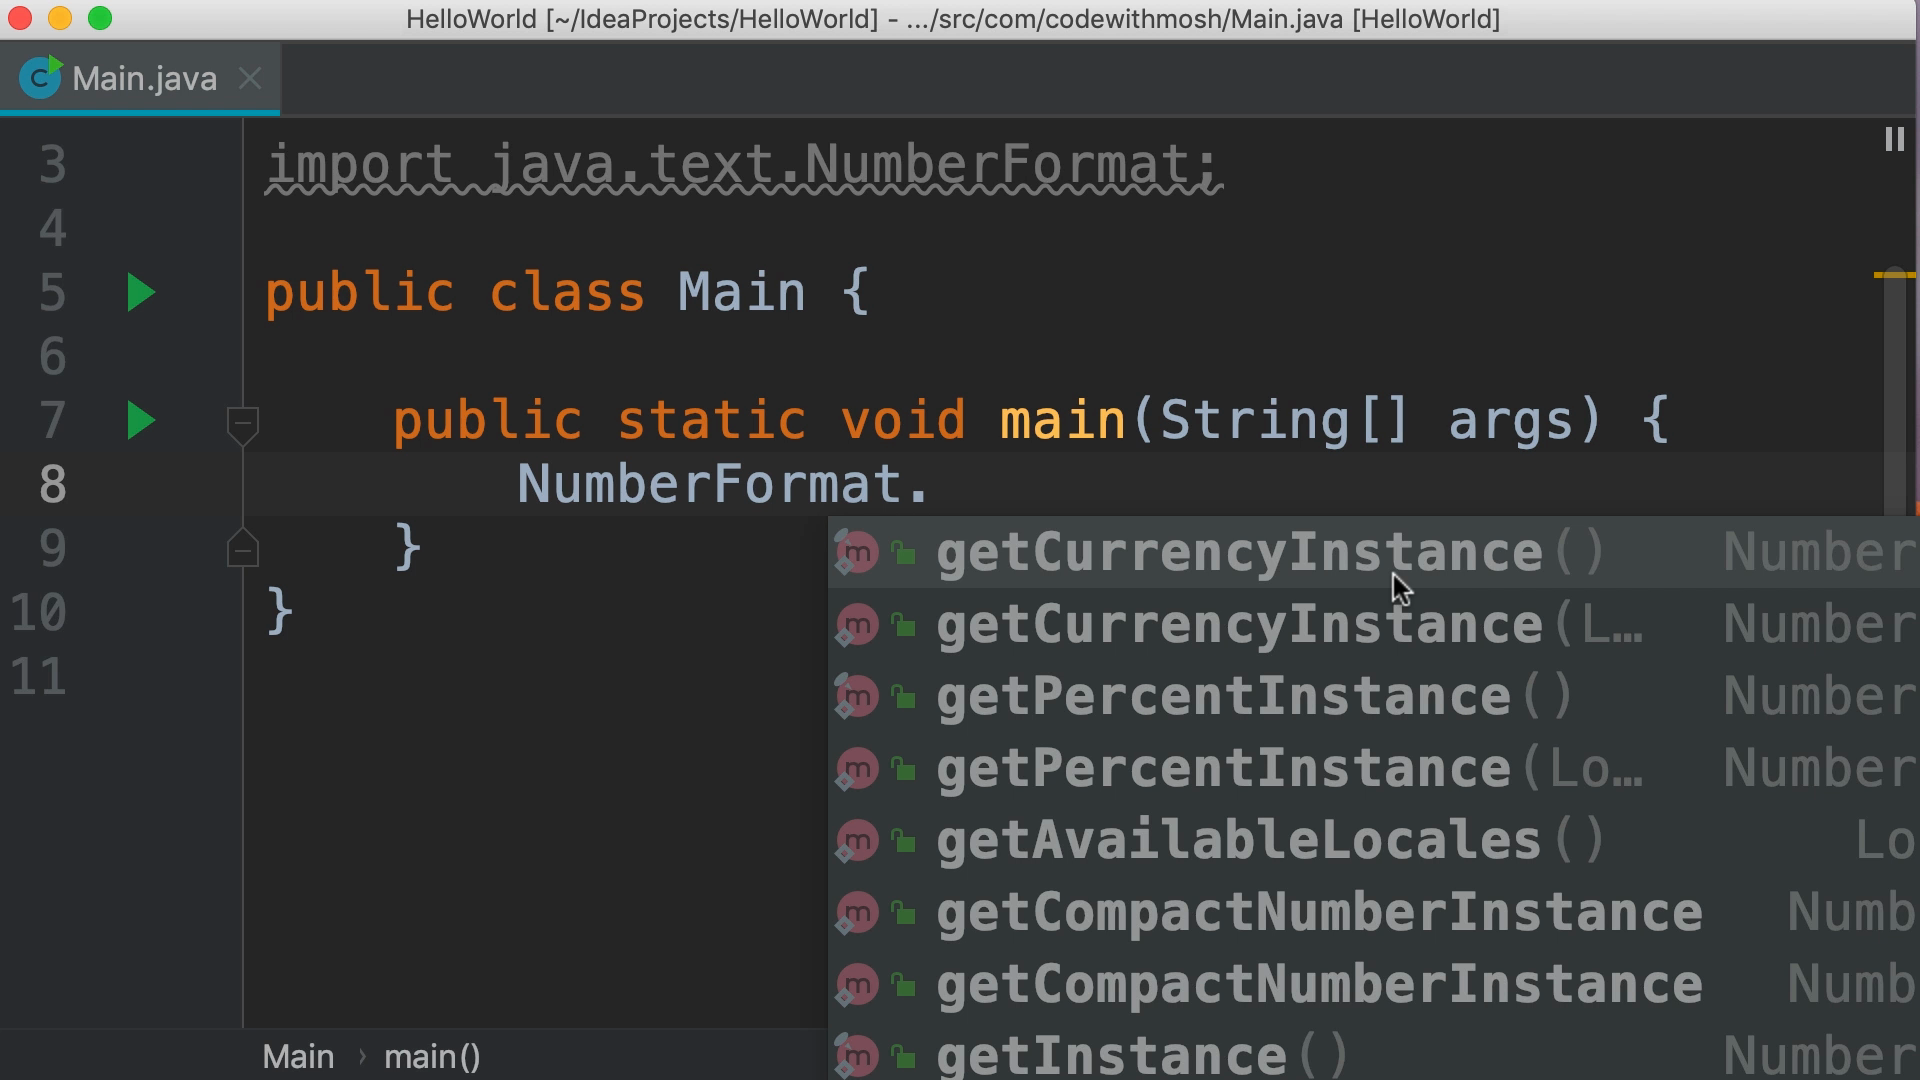 HelloWorld [~/IdeaProjects/HelloWorld] - .../src/com/codewithmosh/Main.java [HelloWorld]
C Main.java
3 import java.text.NumberFormat;
4
5 public class Main {
6
7 public static void main(String[] args) {
8 NumberFormat.
9 }
10 }
11
m getCurrencyInstance() Number
m getCurrencyInstance(L… Number
m getPercentInstance() Number
m getPercentInstance(Lo… Number
m getAvailableLocales() Lo
m getCompactNumberInstance Numb
m getCompactNumberInstance Numb
m getInstance() Number
Main › main()